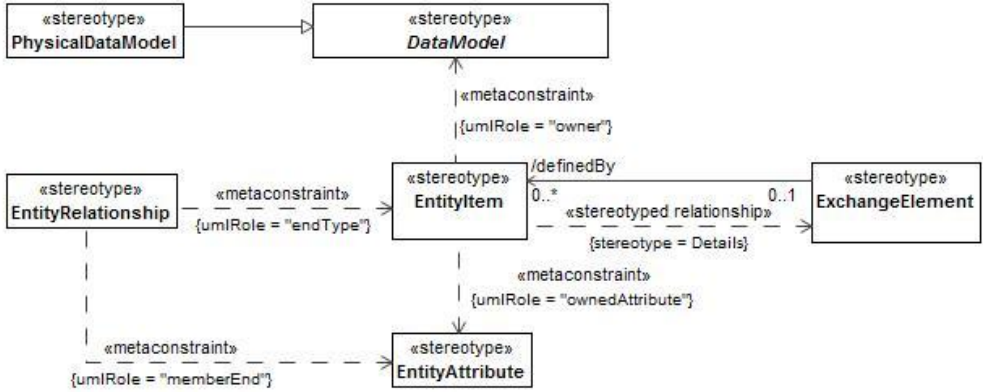 «stereotype»
PhysicalDataModel
«stereotype»
DataModel
«metaconstraint»
{umlRole = "owner"}
«stereotype»
EntityRelationship
«metaconstraint»
{umlRole = "endType"}
«stereotype»
EntityItem
/definedBy
0..*
0..1
«stereotyped relationship»
{stereotype = Details}
«stereotype»
ExchangeElement
«metaconstraint»
{umlRole = "ownedAttribute"}
«metaconstraint»
{umlRole = "memberEnd"}
«stereotype»
EntityAttribute